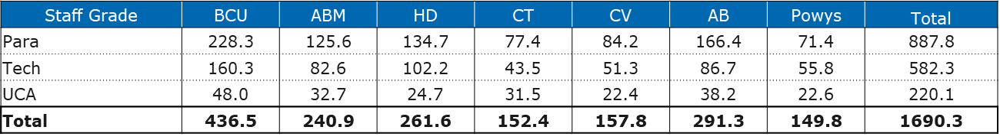 Staff Grade BCU ABM HD CT CV AB Powys Total
Para 228.3 125.6 134.7 77.4 84.2 166.4 71.4 887.8
Tech 160.3 82.6 102.2 43.5 51.3 86.7 55.8 582.3
UCA 48.0 32.7 24.7 31.5 22.4 38.2 22.6 220.1
Total 436.5 240.9 261.6 152.4 157.8 291.3 149.8 1690.3